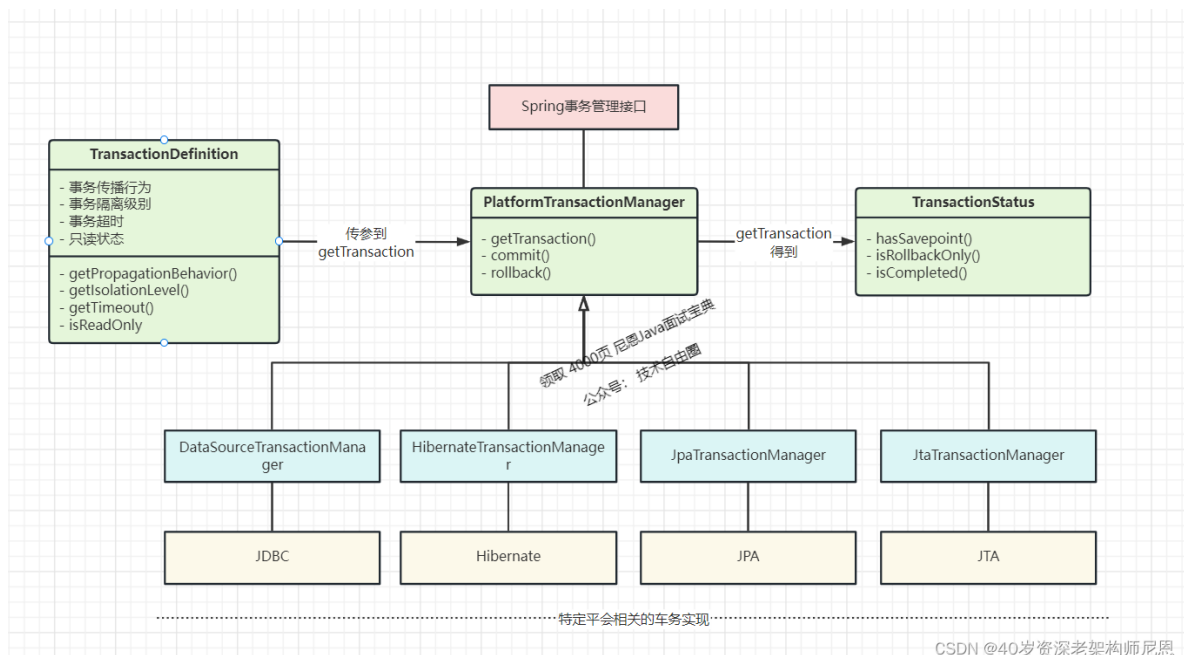 Spring事务管理接口
TransactionDefinition
- 事务传播行为
- 事务隔离级别
- 事务超时
- 只读状态
- getPropagationBehavior()
- getIsolationLevel()
- getTimeout()
- isReadOnly
传参到
getTransaction
PlatformTransactionManager
- getTransaction()
- commit()
- rollback()
getTransaction
得到
TransactionStatus
- hasSavepoint()
- isRollbackOnly()
- isCompleted()
领取 4000页 尼恩Java面试宝典
公众号： 技术自由圈
DataSourceTransactionMana
ger
HibernateTransactionManage
r
JpaTransactionManager
JtaTransactionManager
JDBC
Hibernate
JPA
JTA
特定平会相关的车务实现
CSDN @40岁资深老架构师尼恩